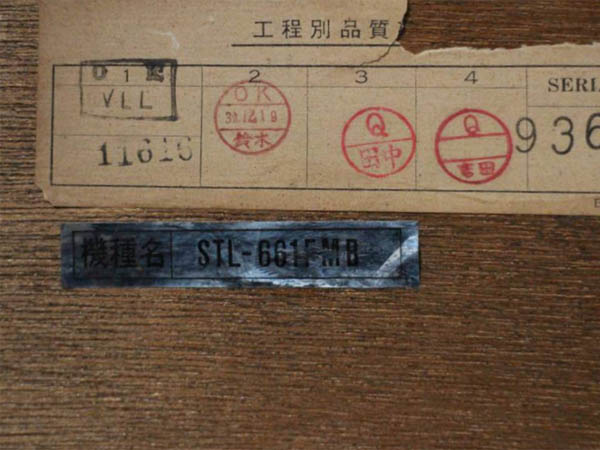 工程別品質
1 2 3 4 SERI
VLL
OK
鈴木
Q
田中
Q
吉田
11616
936
機種名 STL-661FMB